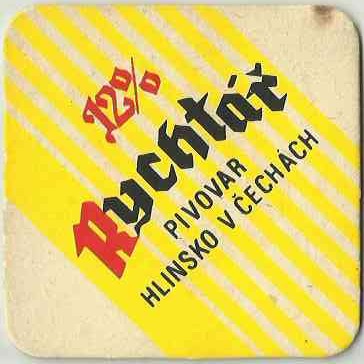 12%
Rychtář
PIVOVAR
HLINSKO V ČECHÁCH